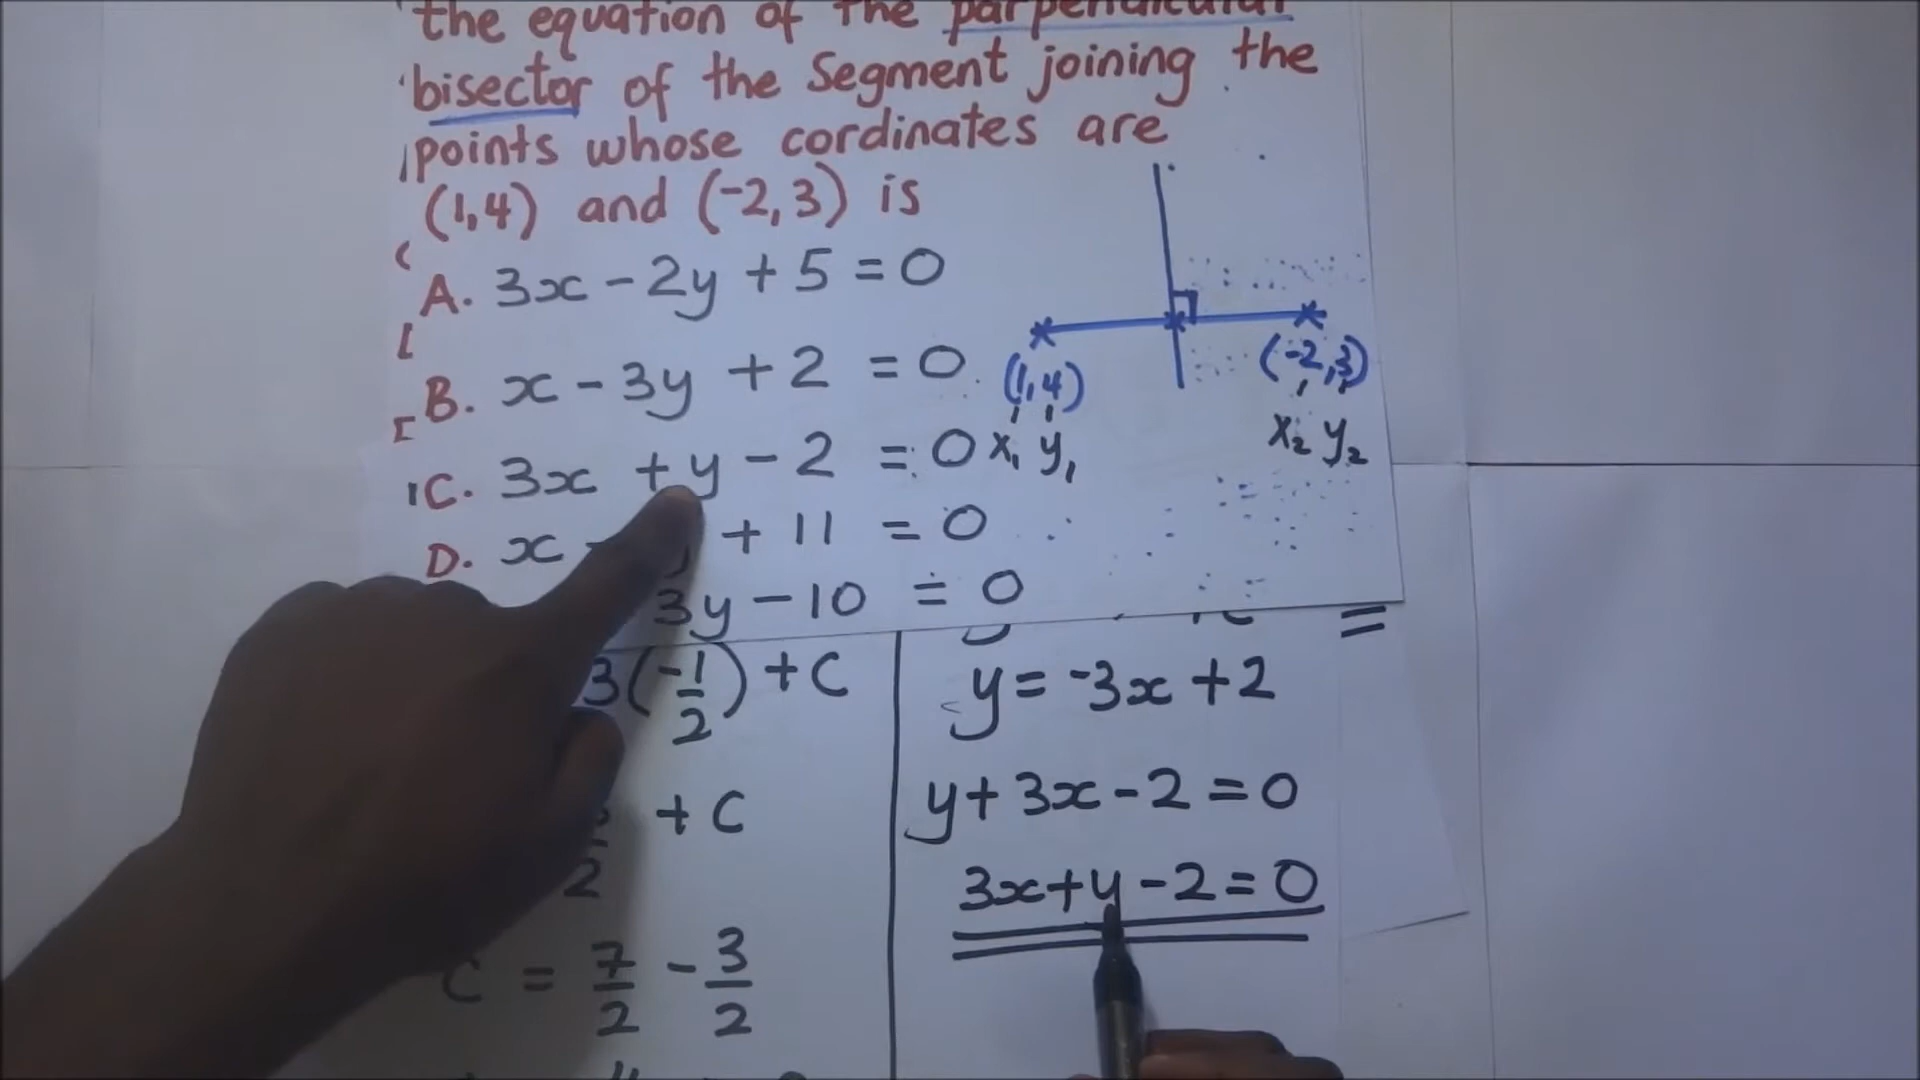 the equation of the parpendicular
bisector of the segment joining the
points whose cordinates are
(1,4) and (-2,3) is
A. 3x - 2y + 5 = 0
B. x - 3y + 2 = 0
C. 3x + y - 2 = 0
D. x + 11 = 0
3y - 10 = 0
(1,4)
x₁ y₁
(-2,3)
x₂ y₂
3(-1/2) + C
2 + C
C = 7/2 - 3/2
y = -3x + 2
y + 3x - 2 = 0
3x + y - 2 = 0